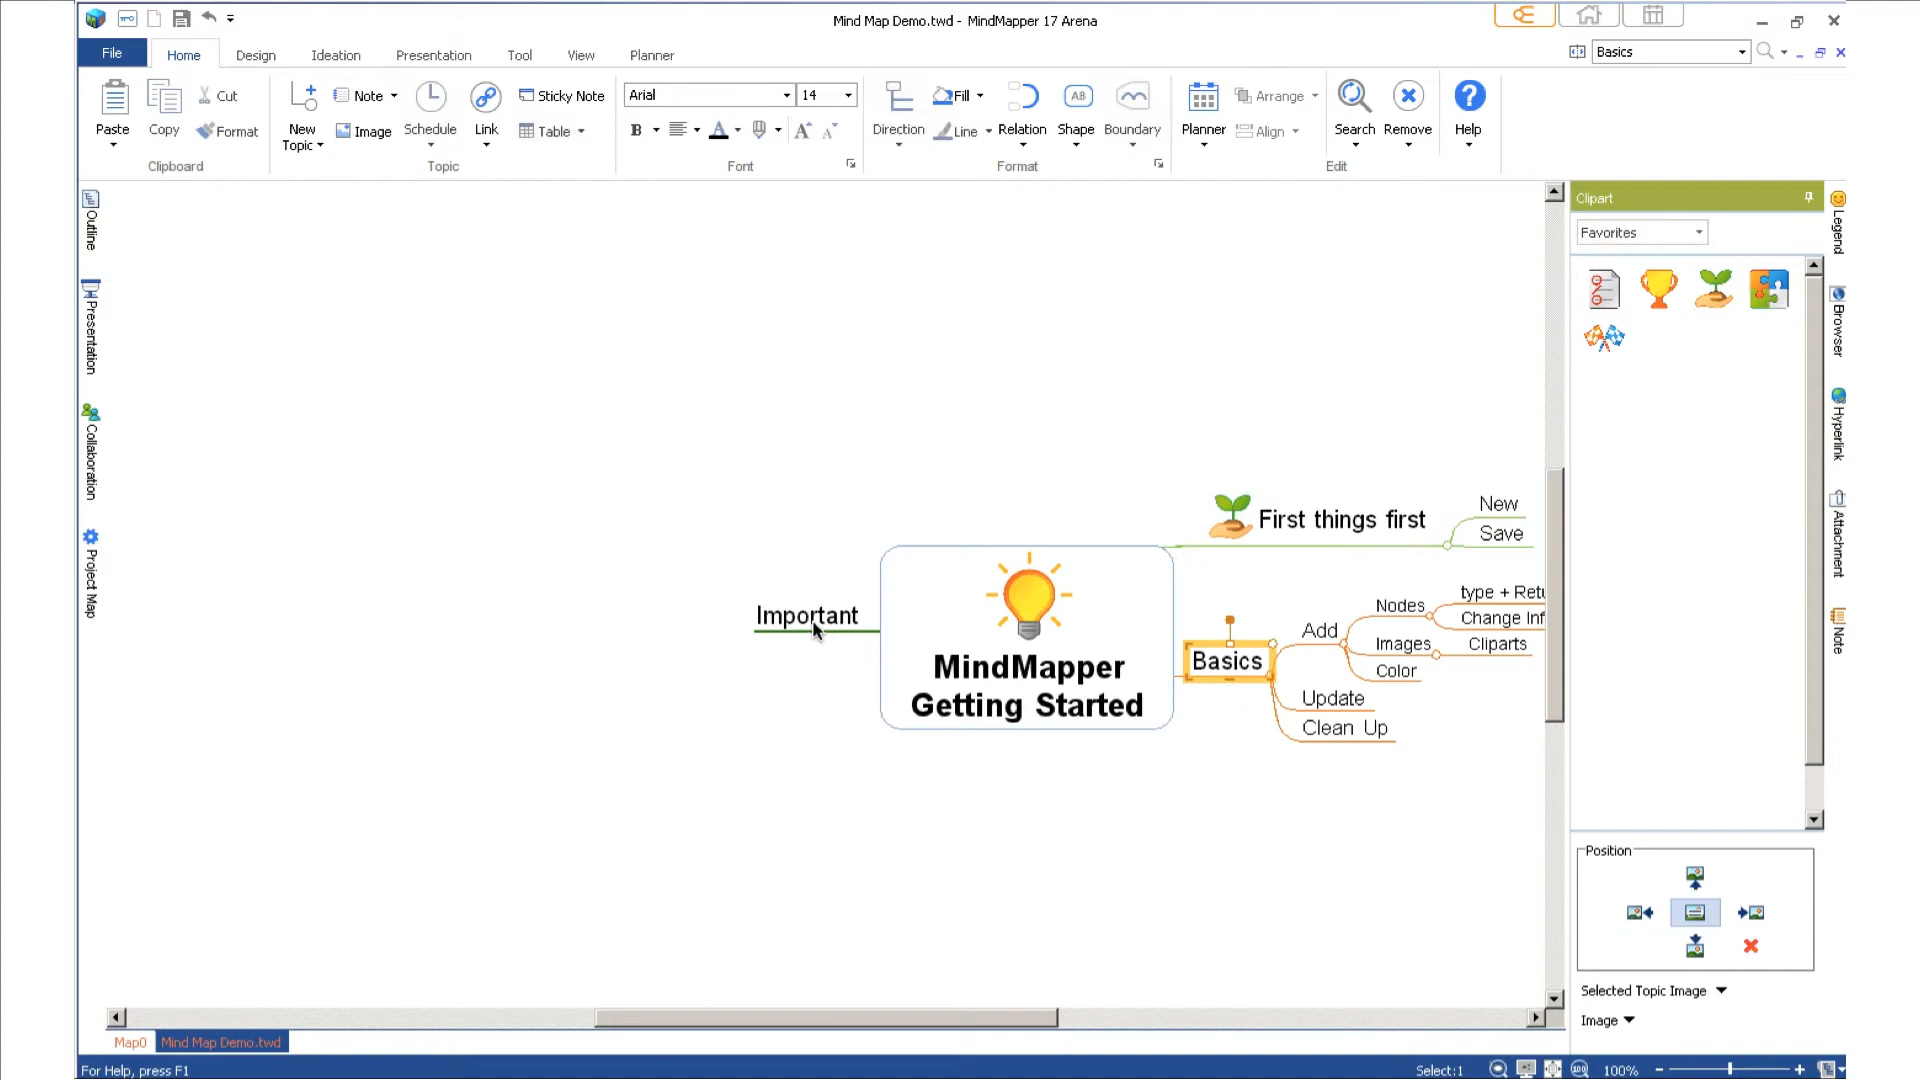 Mind Map Demo.twd - MindMapper 17 Arena
File
Home
Design
Ideation
Presentation
Tool
View
Planner
Basics
Paste
Copy
Cut
Format
Clipboard
New
Topic
Note
Image
Schedule
Link
Sticky Note
Table
Topic
Arial
14
B
A
A
A
Font
Direction
Fill
Line
Relation
AB
Shape
Boundary
Format
Planner
Arrange
Align
Search
Remove
Edit
?
Help
Outline
Presentation
Collaboration
Project Map
Important
MindMapper
Getting Started
First things first
New
Save
Basics
Add
Nodes
type + Retu
Change Inf
Images
Cliparts
Color
Update
Clean Up
Clipart
Favorites
Legend
Browser
Hyperlink
Attachment
Note
Position
Selected Topic Image
Image
Map0
Mind Map Demo.twd
For Help, press F1
Select:1
100%